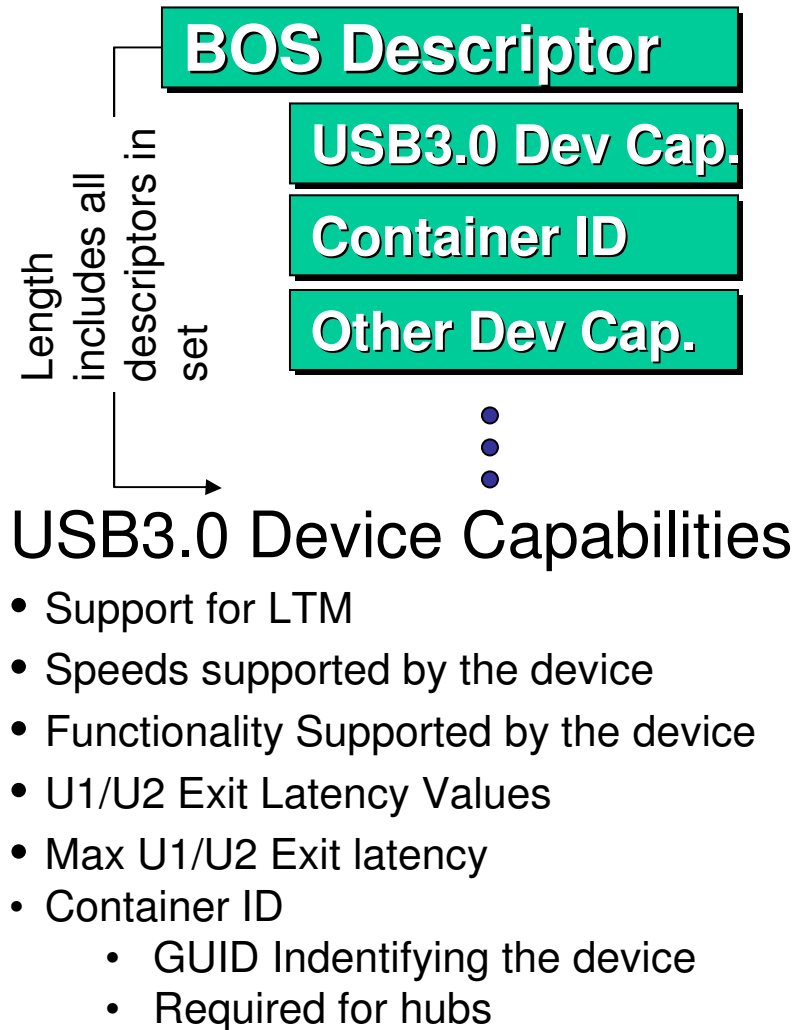 BOS Descriptor
USB3.0 Dev Cap.
Container ID
Other Dev Cap.
Length
includes all
descriptors in
set
USB3.0 Device Capabilities
• Support for LTM
• Speeds supported by the device
• Functionality Supported by the device
• U1/U2 Exit Latency Values
• Max U1/U2 Exit latency
• Container ID
• GUID Indentifying the device
• Required for hubs